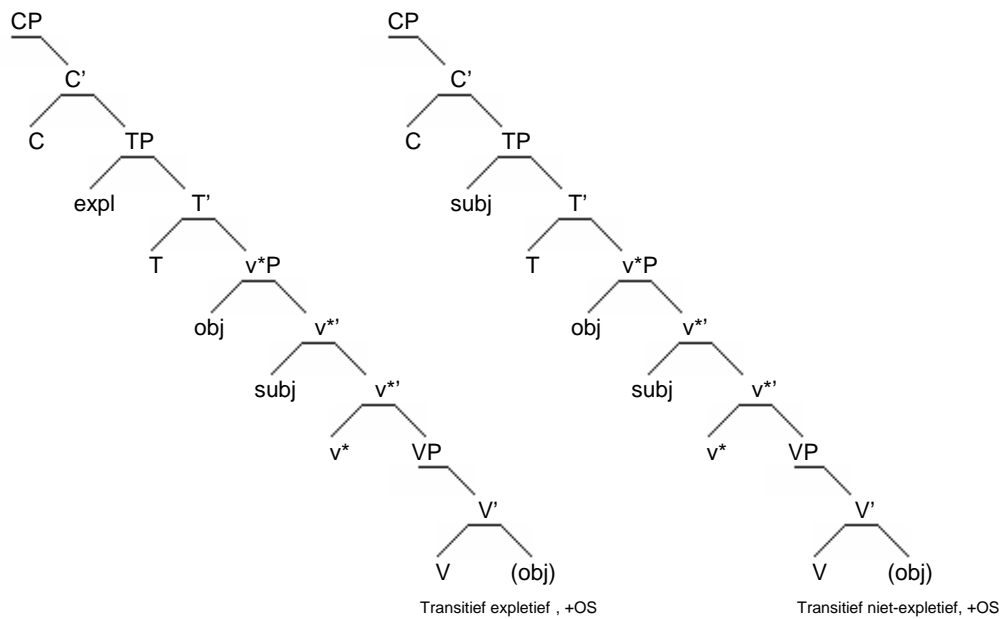 CP CP
C’ C’
C TP C TP
expl T’ subj T’
T v*P T v*P
obj v*’ obj v*’
subj v*’ subj v*’
v* VP v* VP
V’ V’
V (obj) V (obj)
Transitief expletief , +OS Transitief niet-expletief, +OS